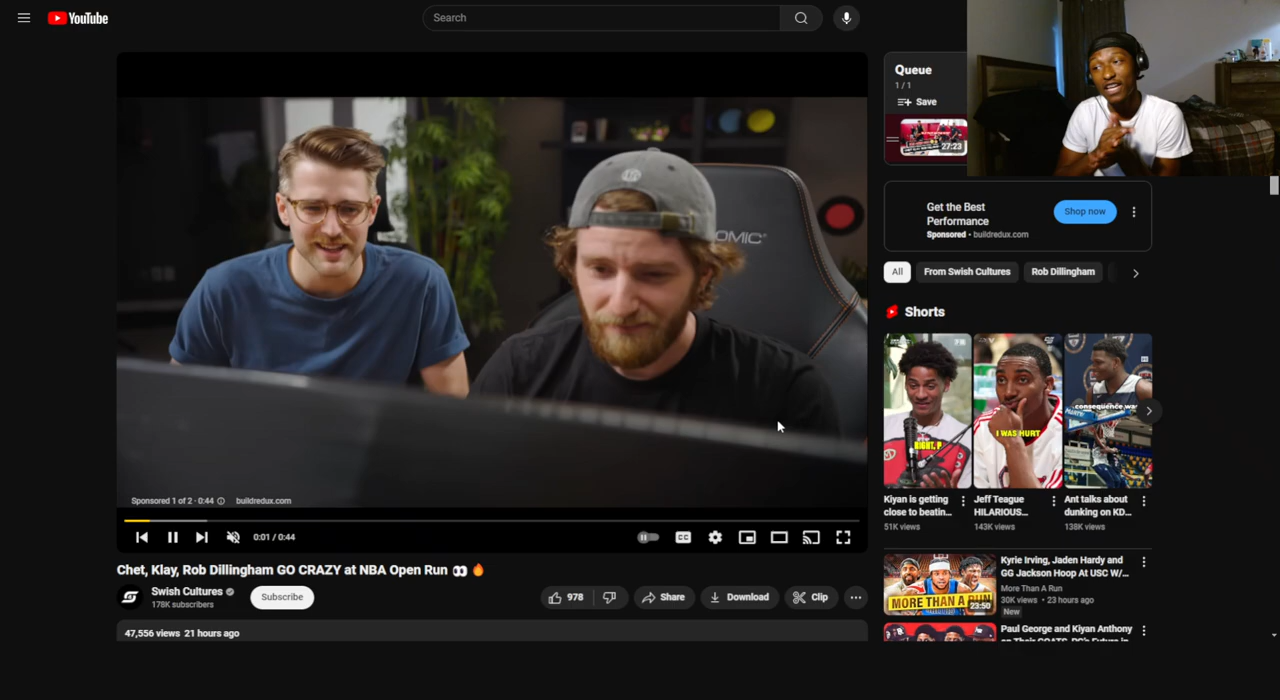 YouTube
Search
OMIC
Sponsored 1 of 2 · 0:44
buildredux.com
0:01 / 0:44
CC
Chet, Klay, Rob Dillingham GO CRAZY at NBA Open Run 👀 🔥
Swish Cultures
178K subscribers
Subscribe
978
Share
Download
Clip
47,556 views 21 hours ago
Queue
1 / 1
Save
27:23
Get the Best
Performance
Sponsored · buildredux.com
Shop now
All
From Swish Cultures
Rob Dillingham
Shorts
RIGHT, P
I WAS HURT
consequence was
Kiyan is getting
close to beatin...
51K views
Jeff Teague
HILARIOUS...
143K views
Ant talks about
dunking on KD...
138K views
MORE THAN A RUN
23:50
Kyrie Irving, Jaden Hardy and
GG Jackson Hoop At USC W/...
More Than A Run
30K views · 23 hours ago
New
Paul George and Kiyan Anthony